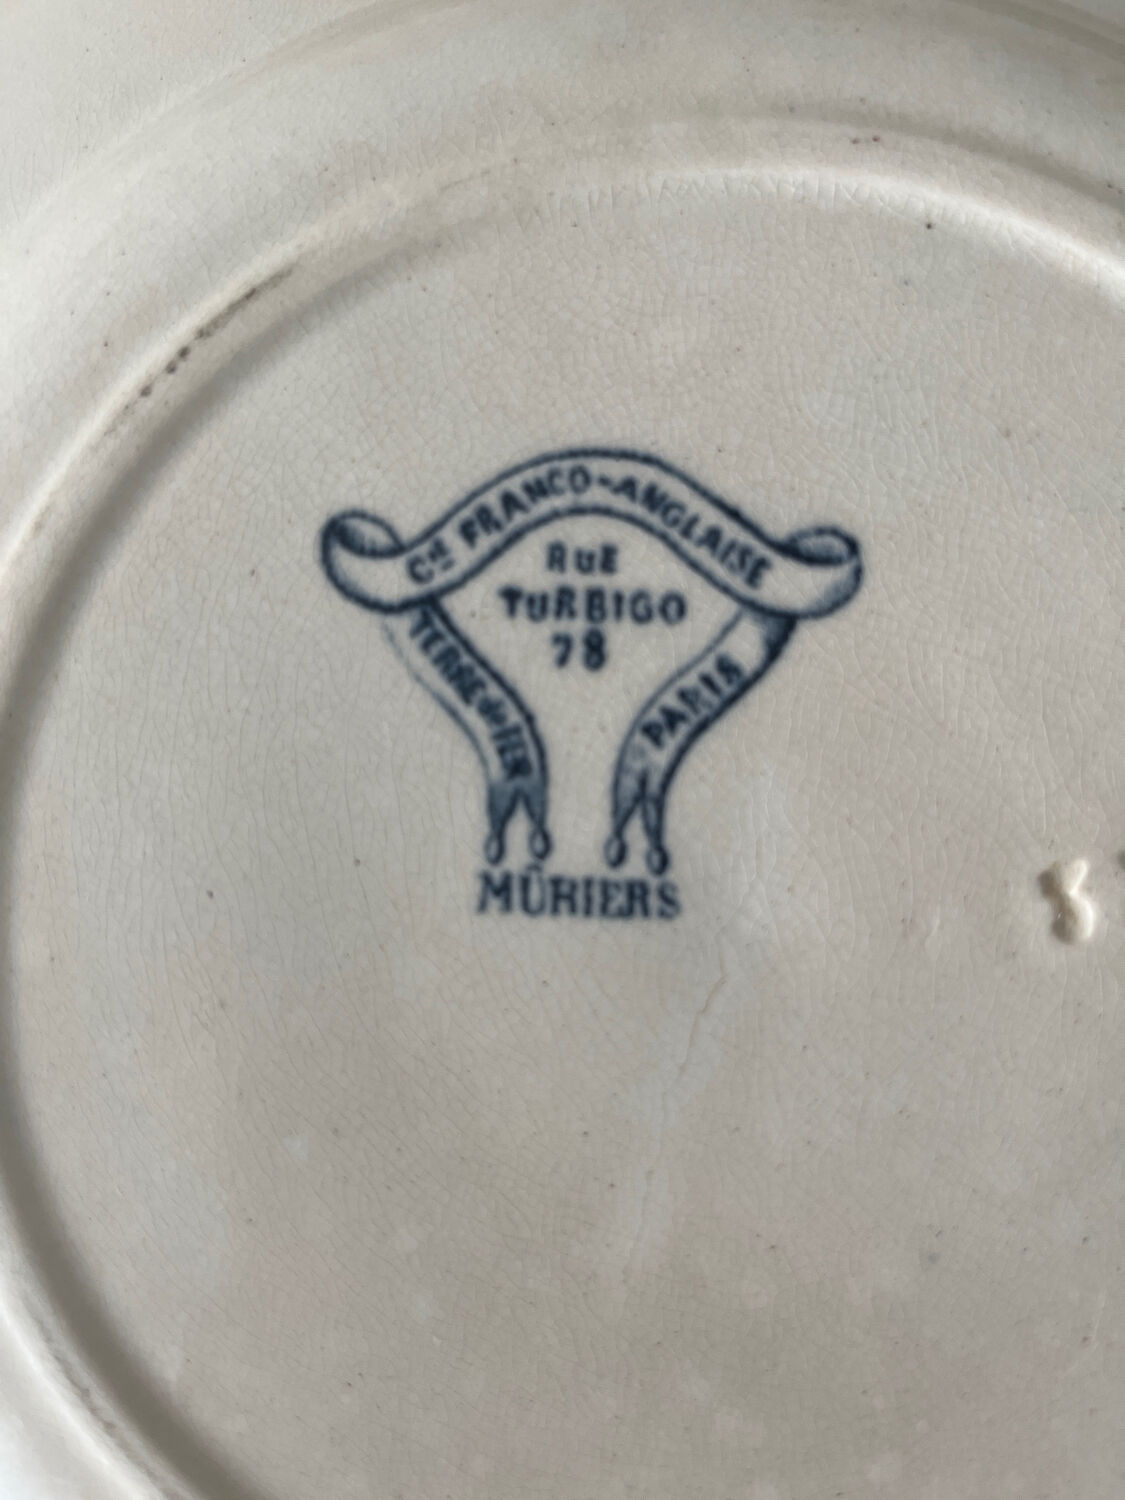 Cie FRANCO-ANGLAISE
RUE
TURBIGO
78
TERRE de FER
PARIS
MÛRIERS